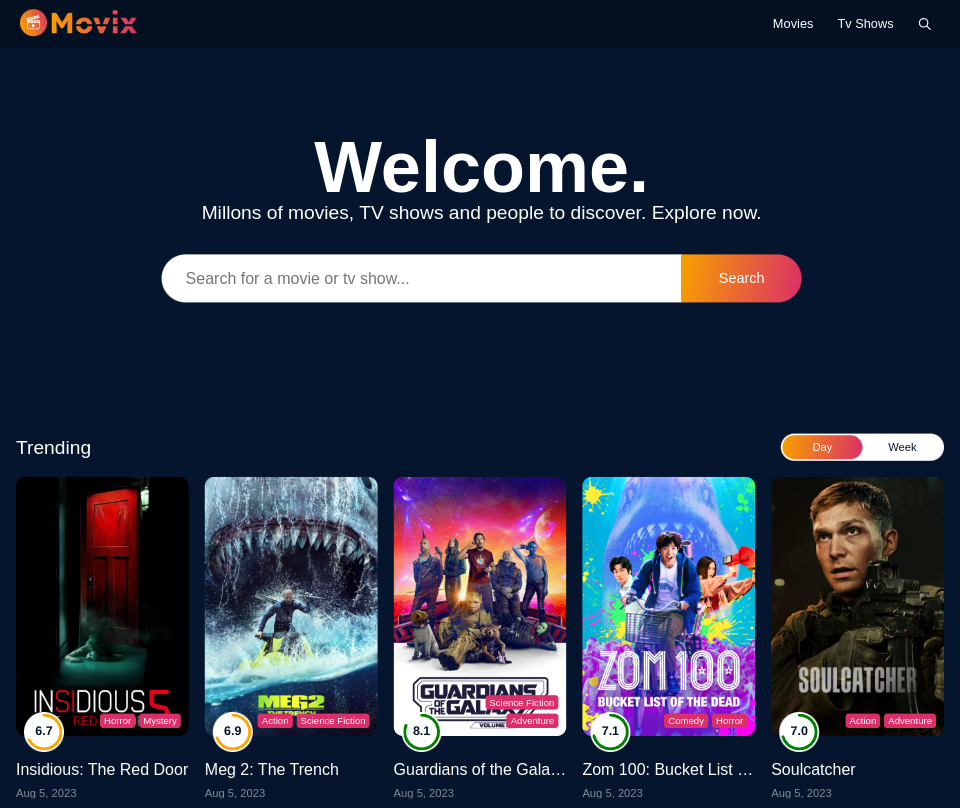 Movix
Movies
Tv Shows
Welcome.
Millons of movies, TV shows and people to discover. Explore now.
Search for a movie or tv show...
Search
Trending
Day
Week
INSIDIOUS 5
RED
Horror
Mystery
6.7
Insidious: The Red Door
Aug 5, 2023
MEG2
THE TRENCH
Action
Science Fiction
6.9
Meg 2: The Trench
Aug 5, 2023
GUARDIANS
OF THE
GALAXY
VOLUME
Science Fiction
Adventure
8.1
Guardians of the Gala…
Aug 5, 2023
ZOM 100
BUCKET LIST OF THE DEAD
Comedy
Horror
7.1
Zom 100: Bucket List …
Aug 5, 2023
SOULCATCHER
Action
Adventure
7.0
Soulcatcher
Aug 5, 2023